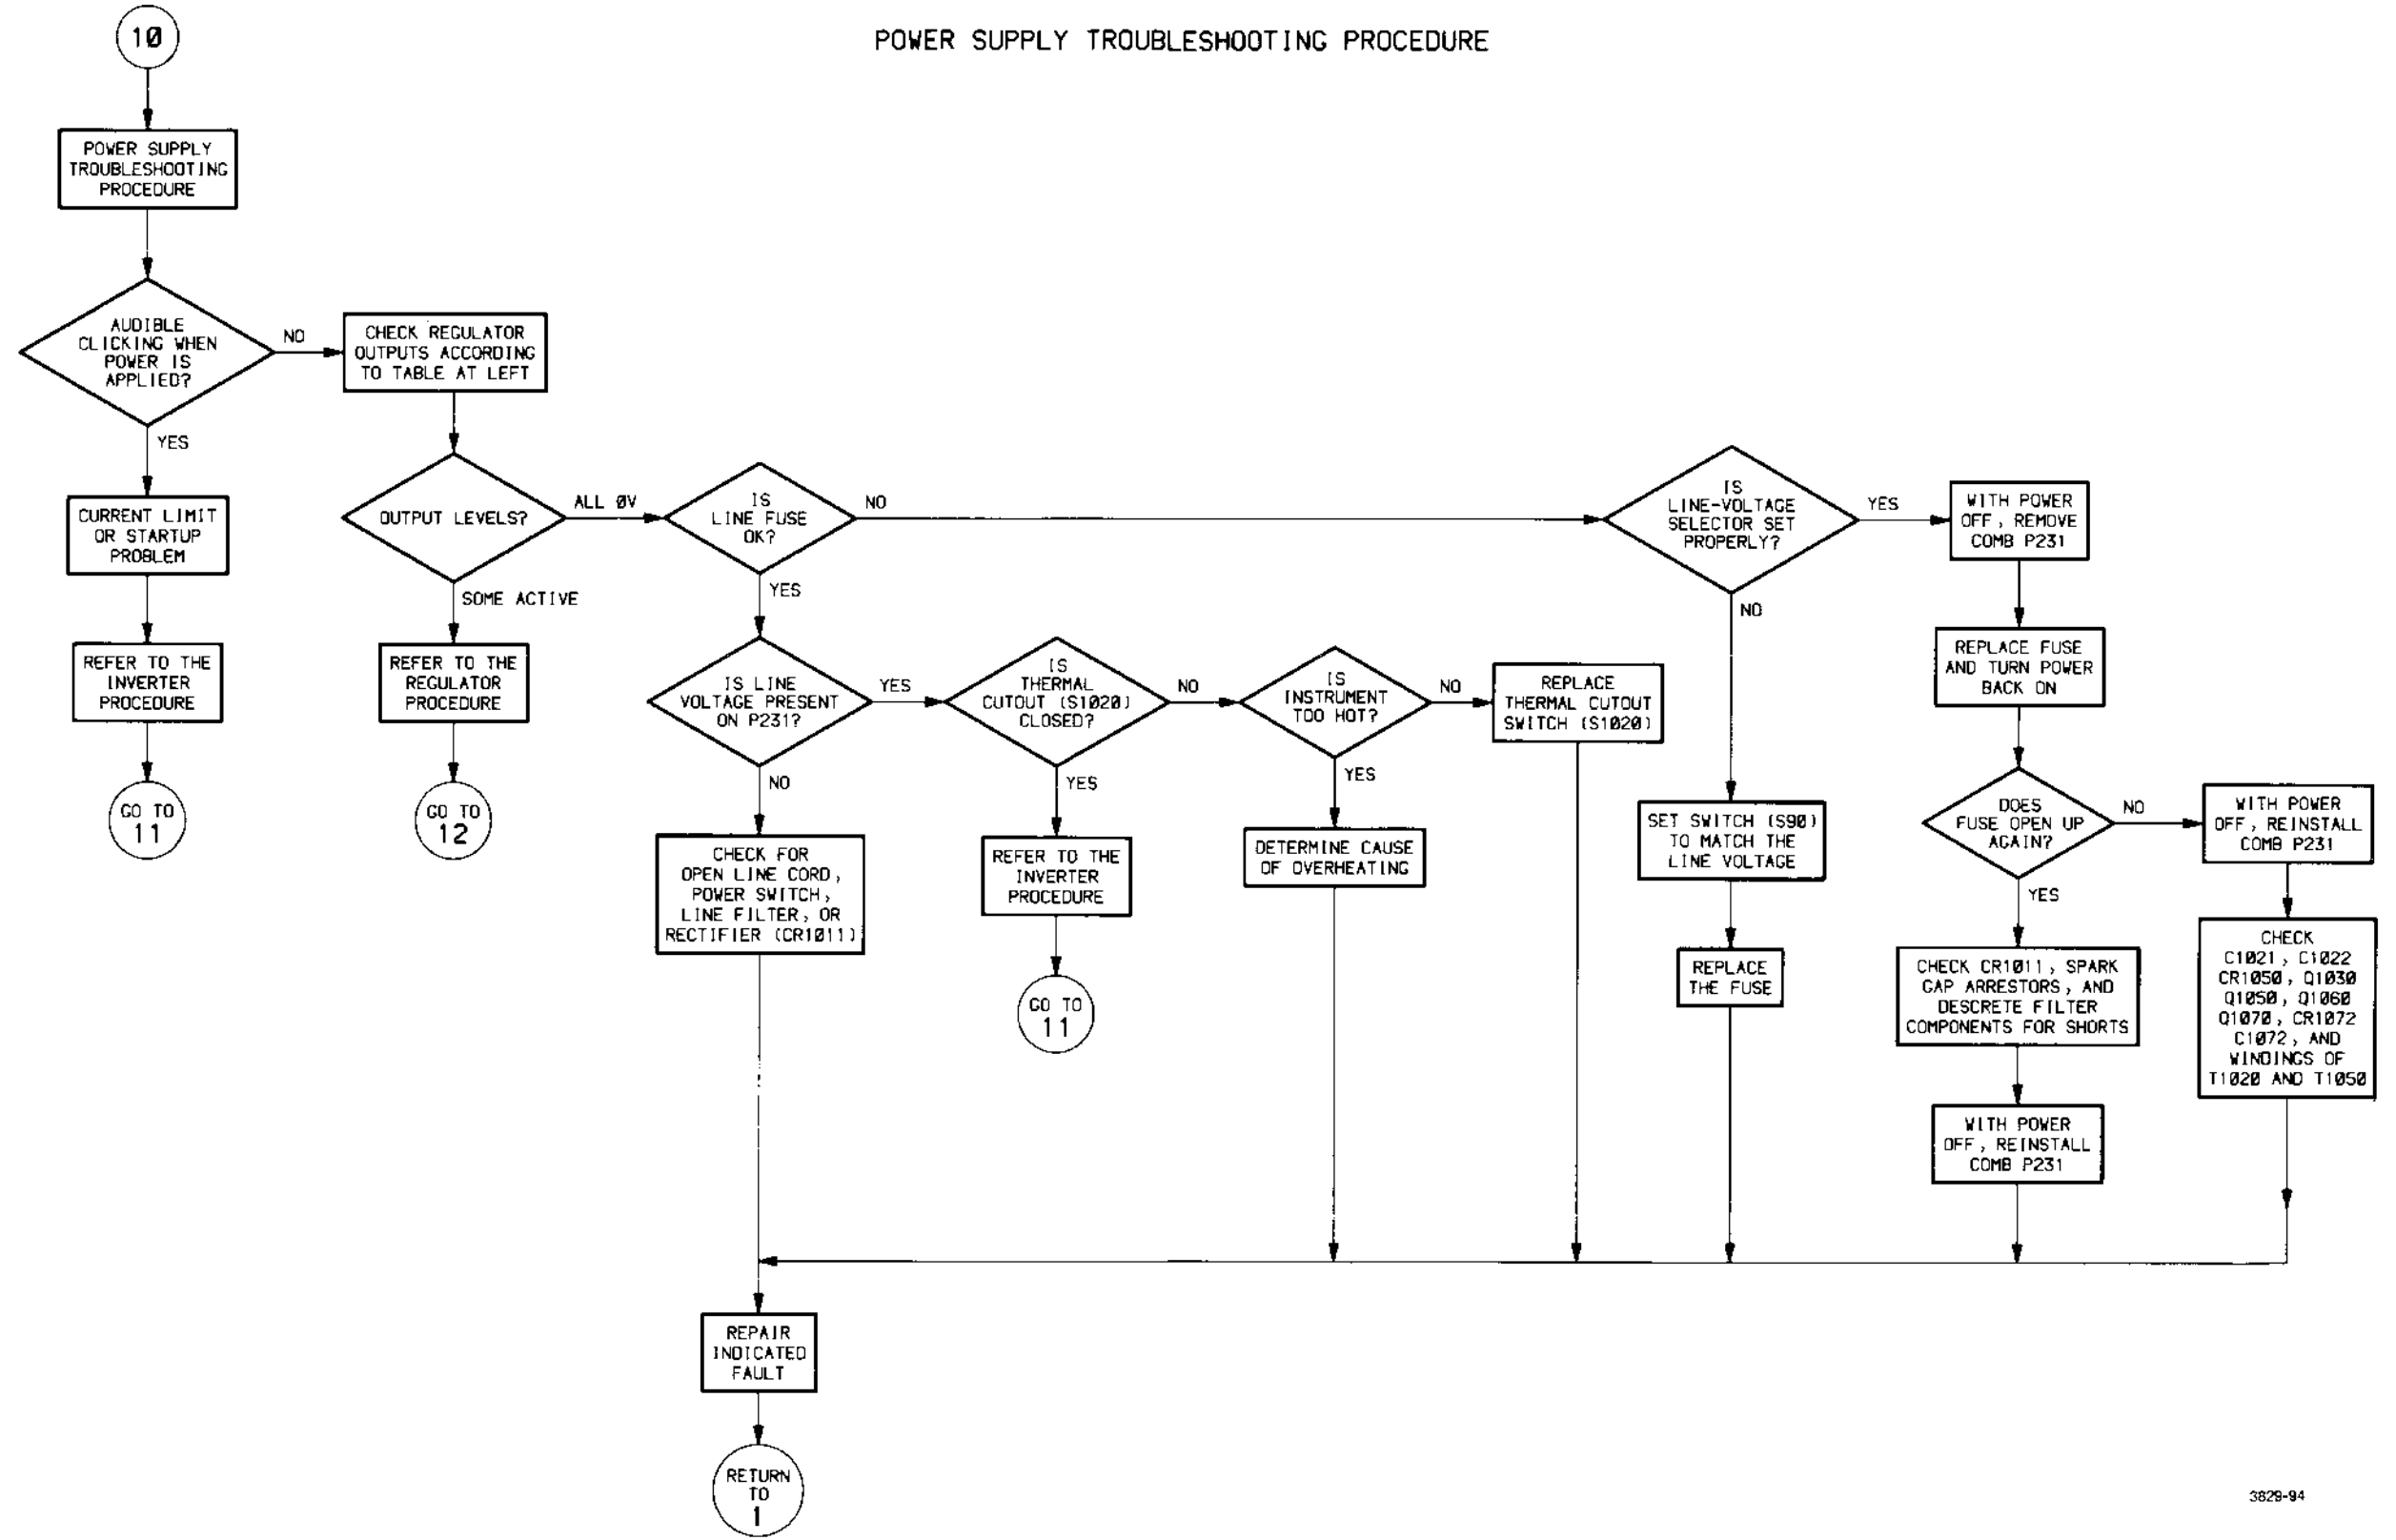 POWER SUPPLY TROUBLESHOOTING PROCEDURE
10
POWER SUPPLY
TROUBLESHOOTING
PROCEDURE
AUDIBLE
CLICKING WHEN
POWER IS
APPLIED?
NO
YES
CHECK REGULATOR
OUTPUTS ACCORDING
TO TABLE AT LEFT
CURRENT LIMIT
OR STARTUP
PROBLEM
REFER TO THE
INVERTER
PROCEDURE
GO TO
11
OUTPUT LEVELS?
ALL 0V
SOME ACTIVE
REFER TO THE
REGULATOR
PROCEDURE
GO TO
12
IS
LINE FUSE
OK?
NO
YES
IS LINE
VOLTAGE PRESENT
ON P231?
YES
NO
CHECK FOR
OPEN LINE CORD,
POWER SWITCH,
LINE FILTER, OR
RECTIFIER (CR1011)
IS
THERMAL
CUTOUT (S1020)
CLOSED?
NO
YES
REFER TO THE
INVERTER
PROCEDURE
GO TO
11
IS
INSTRUMENT
TOO HOT?
NO
YES
DETERMINE CAUSE
OF OVERHEATING
REPLACE
THERMAL CUTOUT
SWITCH (S1020)
IS
LINE-VOLTAGE
SELECTOR SET
PROPERLY?
YES
NO
SET SWITCH (S90)
TO MATCH THE
LINE VOLTAGE
REPLACE
THE FUSE
WITH POWER
OFF, REMOVE
COMB P231
REPLACE FUSE
AND TURN POWER
BACK ON
DOES
FUSE OPEN UP
AGAIN?
NO
YES
CHECK CR1011, SPARK
GAP ARRESTORS, AND
DESCRETE FILTER
COMPONENTS FOR SHORTS
WITH POWER
OFF, REINSTALL
COMB P231
WITH POWER
OFF, REINSTALL
COMB P231
CHECK
C1021, C1022
CR1050, Q1030
Q1050, Q1060
Q1070, CR1072
C1072, AND
WINDINGS OF
T1020 AND T1050
REPAIR
INDICATED
FAULT
RETURN
TO
1
3829-94